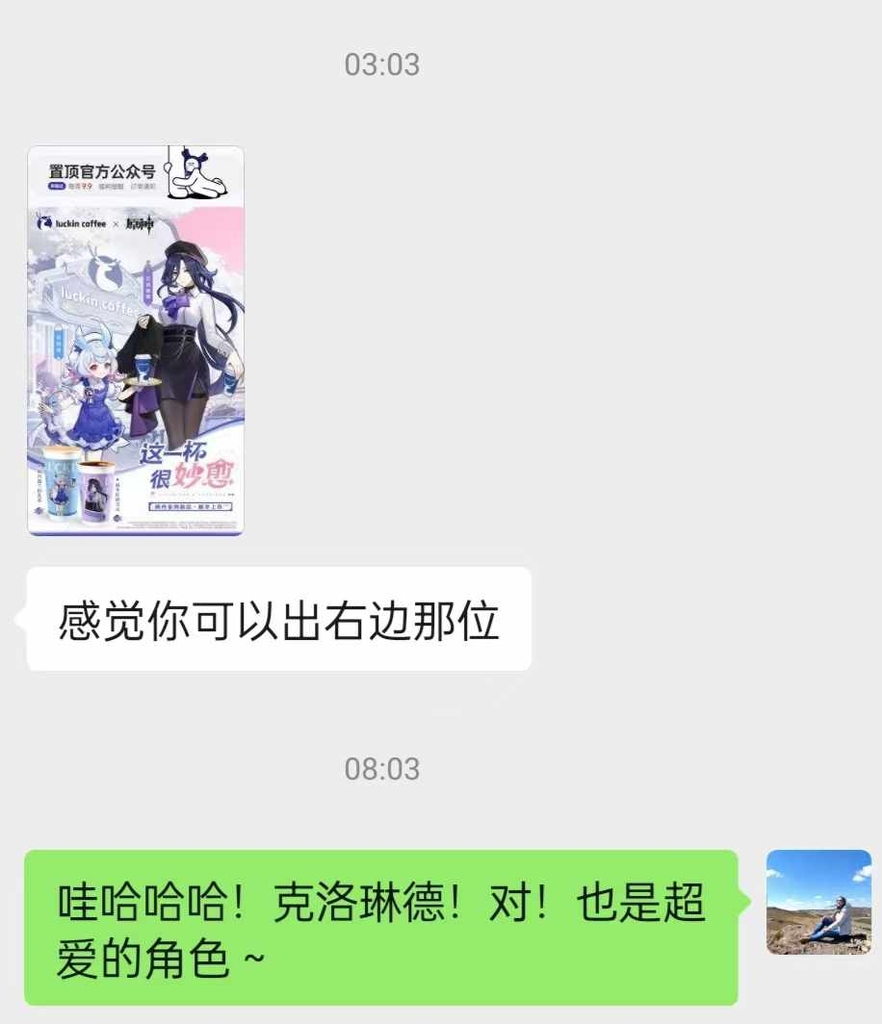 03:03
置顶官方公众号
luckin coffee × 原神
luckin coffee
这一杯
很妙愈
感觉你可以出右边那位
08:03
哇哈哈哈！克洛琳德！对！也是超
爱的角色~